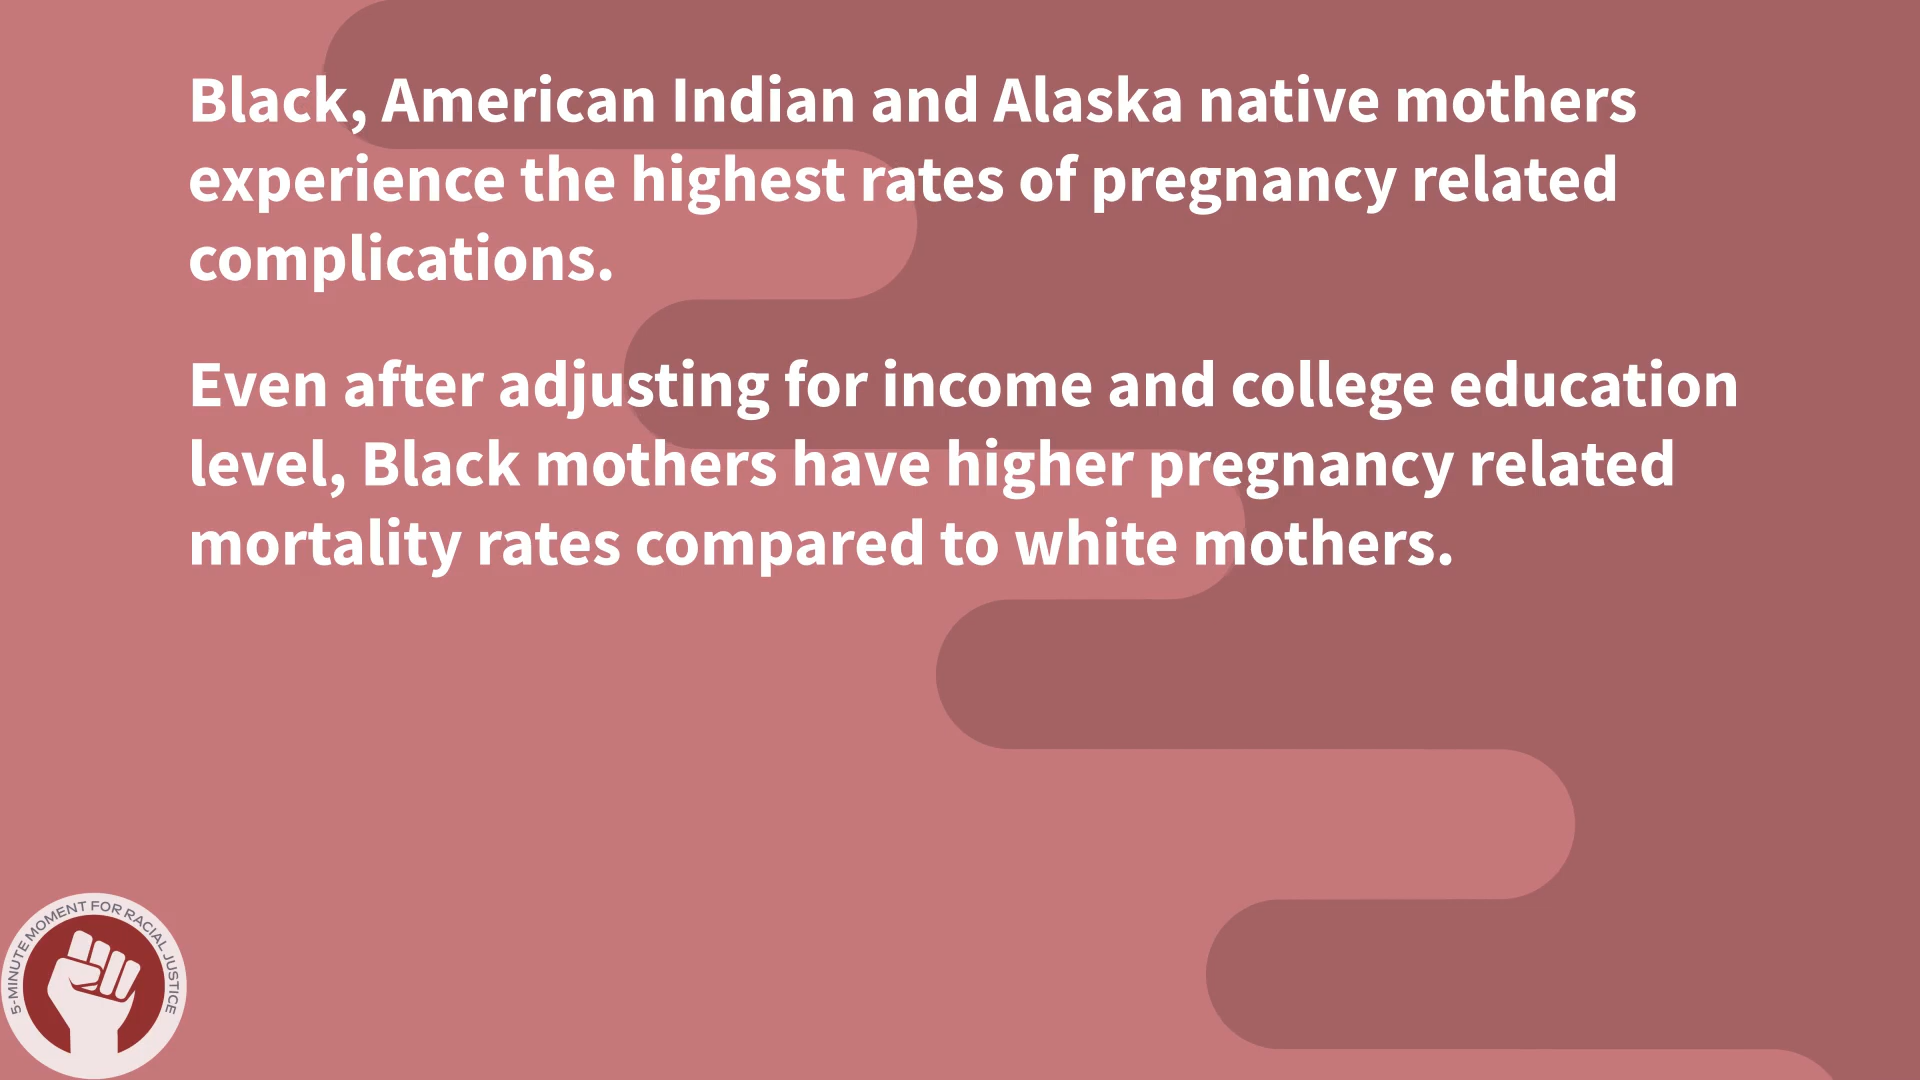 Black, American Indian and Alaska native mothers
experience the highest rates of pregnancy related
complications.
Even after adjusting for income and college education
level, Black mothers have higher pregnancy related
mortality rates compared to white mothers.
5-MINUTE MOMENT FOR RACIAL JUSTICE